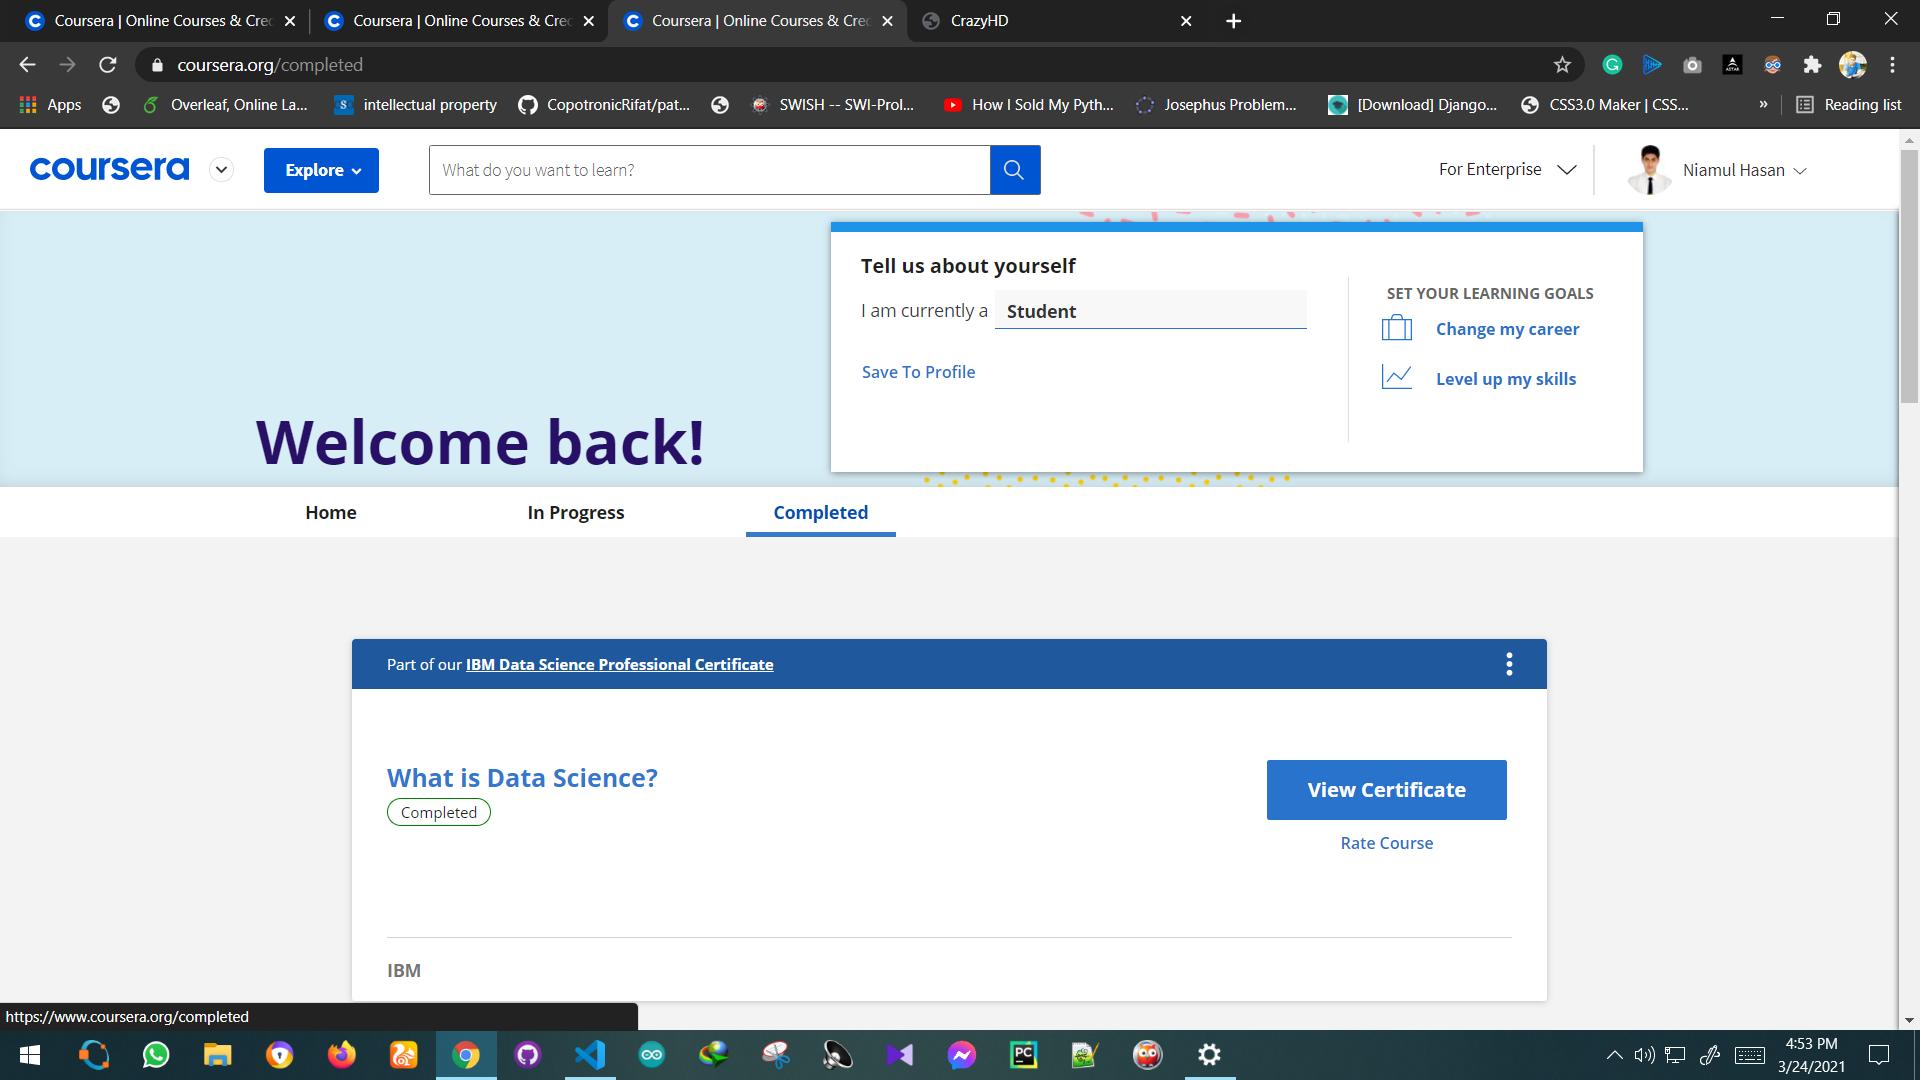 Coursera | Online Courses & Cre
Coursera | Online Courses & Cre
Coursera | Online Courses & Cre
CrazyHD
coursera.org/completed
Apps
Overleaf, Online La...
intellectual property
CopotronicRifat/pat...
SWISH -- SWI-Prol...
How I Sold My Pyth...
Josephus Problem...
[Download] Django...
CSS3.0 Maker | CSS...
»
Reading list
coursera
Explore
What do you want to learn?
For Enterprise
Niamul Hasan
Tell us about yourself
I am currently a Student
Save To Profile
SET YOUR LEARNING GOALS
Change my career
Level up my skills
Welcome back!
Home
In Progress
Completed
Part of our IBM Data Science Professional Certificate
What is Data Science?
Completed
View Certificate
Rate Course
IBM
https://www.coursera.org/completed
4:53 PM
3/24/2021